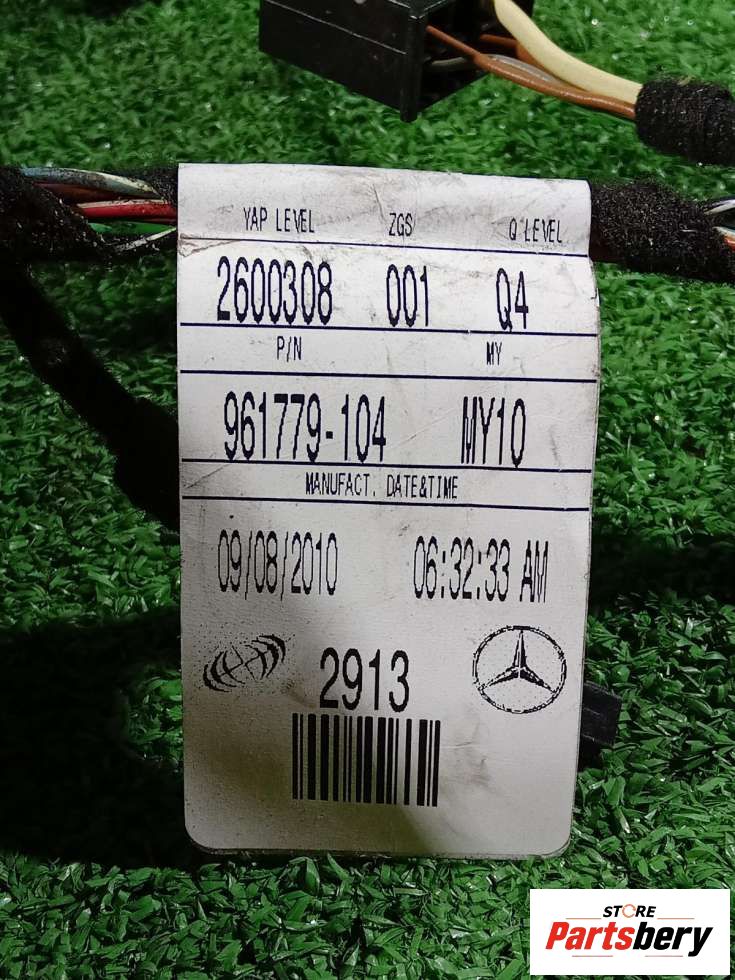 YAP LEVEL ZGS Q LEVEL
2600308 001 Q4
P/N MY
961779-104 MY10
MANUFACT. DATE&TIME
09/08/2010 06:32:33 AM
2913
STORE
Partsbery